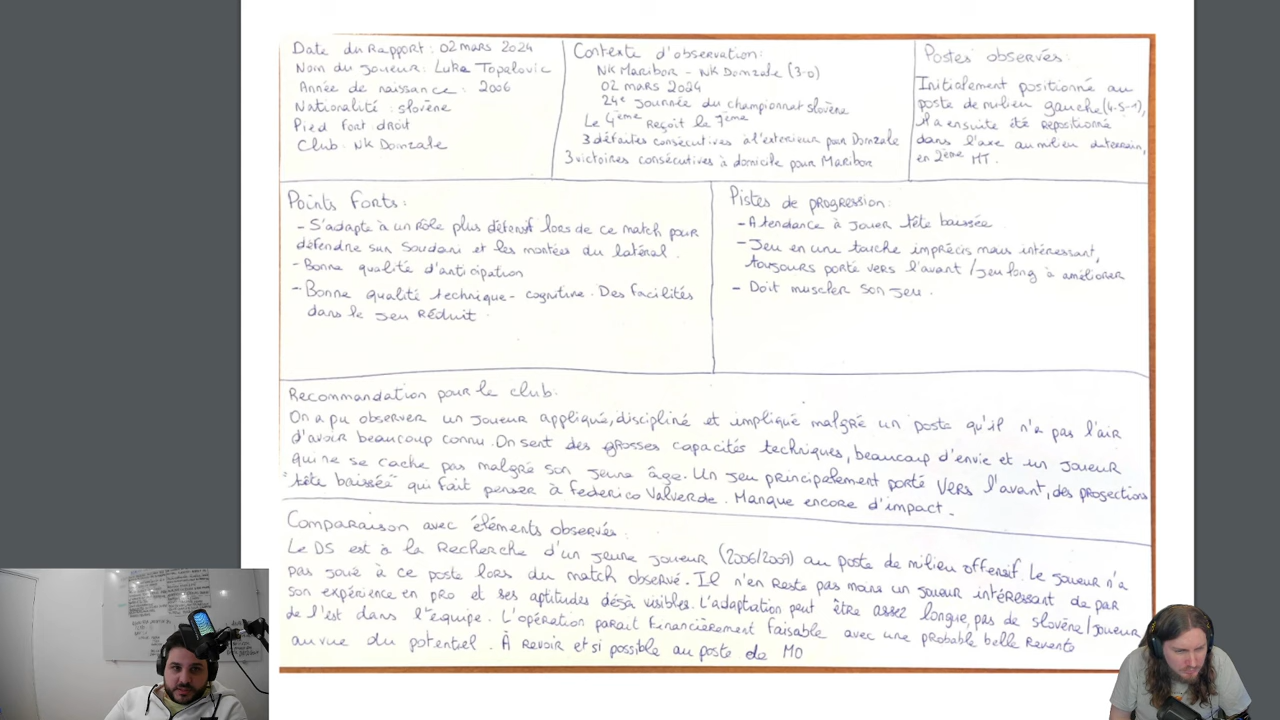 Date du Rapport : 02 mars 2024
Nom du joueur : Luka Topalovic
Année de naissance : 2006
Nationalité : slovène
Pied fort : droit
Club : NK Domzale
Contexte d'observation :
NK Maribor - NK Domzale (3-0)
02 mars 2024
24e journée du championnat slovène
Le 4ème reçoit le 7ème
3 défaites consécutives à l'extérieur pour Domzale
3 victoires consécutives à domicile pour Maribor
Postes observés :
Initialement positionné au
poste de milieu gauche (4-5-1),
il a ensuite été repositionné
dans l'axe au milieu du terrain,
en 2ème MT.
Points forts :
- S'adapte à un rôle plus défensif lors de ce match pour
défendre sur Soudani et les montées du latéral.
- Bonne qualité d'anticipation
- Bonne qualité technique - cognitive. Des facilités
dans le jeu réduit
Pistes de progression :
- A tendance à jouer tête baissée
- Jeu en une touche imprécis mais intéressant,
toujours porté vers l'avant / jeu long à améliorer
- Doit muscler son jeu.
Recommandation pour le club :
On a pu observer un joueur appliqué, discipliné et impliqué malgré un poste qu'il n'a pas l'air
d'avoir beaucoup connu. On sent des grosses capacités techniques, beaucoup d'envie et un joueur
qui ne se cache pas malgré son jeune âge. Un jeu principalement porté vers l'avant, des projections
"tête baissée" qui fait penser à Federico Valverde. Manque encore d'impact.
Comparaison avec éléments observés :
Le DS est à la recherche d'un jeune joueur (2006/2007) au poste de milieu offensif. Le joueur n'a
pas joué à ce poste lors du match observé. Il n'en reste pas moins un joueur intéressant de par
son expérience en pro et ses aptitudes déjà visibles. L'adaptation peut être assez longue, pas de slovène/joueur
de l'est dans l'équipe. L'opération parait financièrement faisable avec une probable belle revente
au vue du potentiel. À revoir et si possible au poste de MO